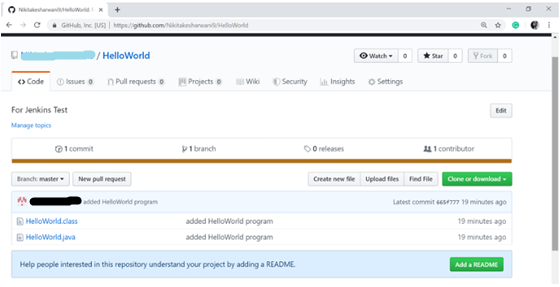 Nikitakesharwani9/HelloWorld
GitHub, Inc. [US] | https://github.com/Nikitakesharwani9/HelloWorld
/ HelloWorld
Watch 0 Star 0 Fork 0
Code Issues 0 Pull requests 0 Projects 0 Wiki Security Insights Settings
For Jenkins Test Edit
Manage topics
1 commit 1 branch 0 releases 1 contributor
Branch: master New pull request Create new file Upload files Find File Clone or download
added HelloWorld program Latest commit 665f777 19 minutes ago
HelloWorld.class added HelloWorld program 19 minutes ago
HelloWorld.java added HelloWorld program 19 minutes ago
Help people interested in this repository understand your project by adding a README. Add a README